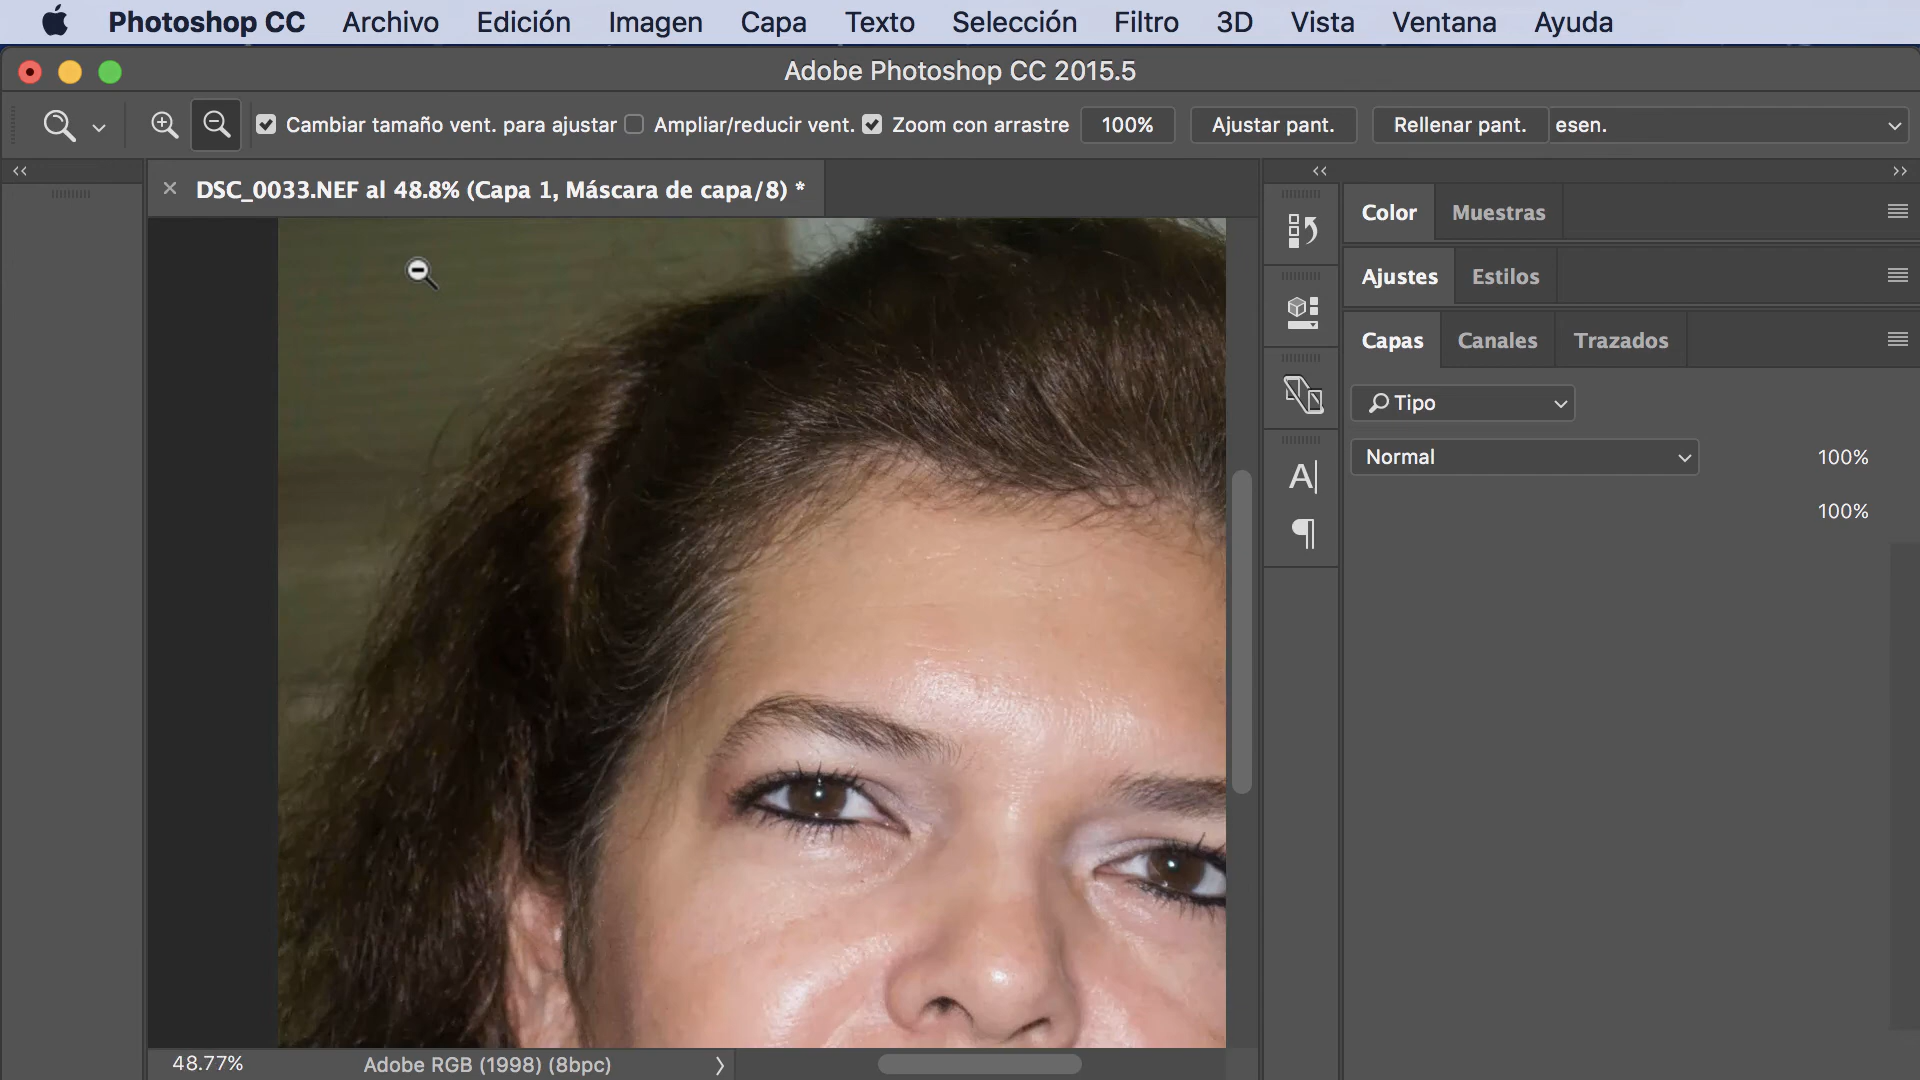 Photoshop CC Archivo Edición Imagen Capa Texto Selección Filtro 3D Vista Ventana Ayuda
Adobe Photoshop CC 2015.5
Cambiar tamaño vent. para ajustar Ampliar/reducir vent. Zoom con arrastre 100% Ajustar pant. Rellenar pant. esen.
DSC_0033.NEF al 48.8% (Capa 1, Máscara de capa/8) *
Color Muestras
Ajustes Estilos
Capas Canales Trazados
Tipo
Normal 100%
100%
48.77% Adobe RGB (1998) (8bpc)